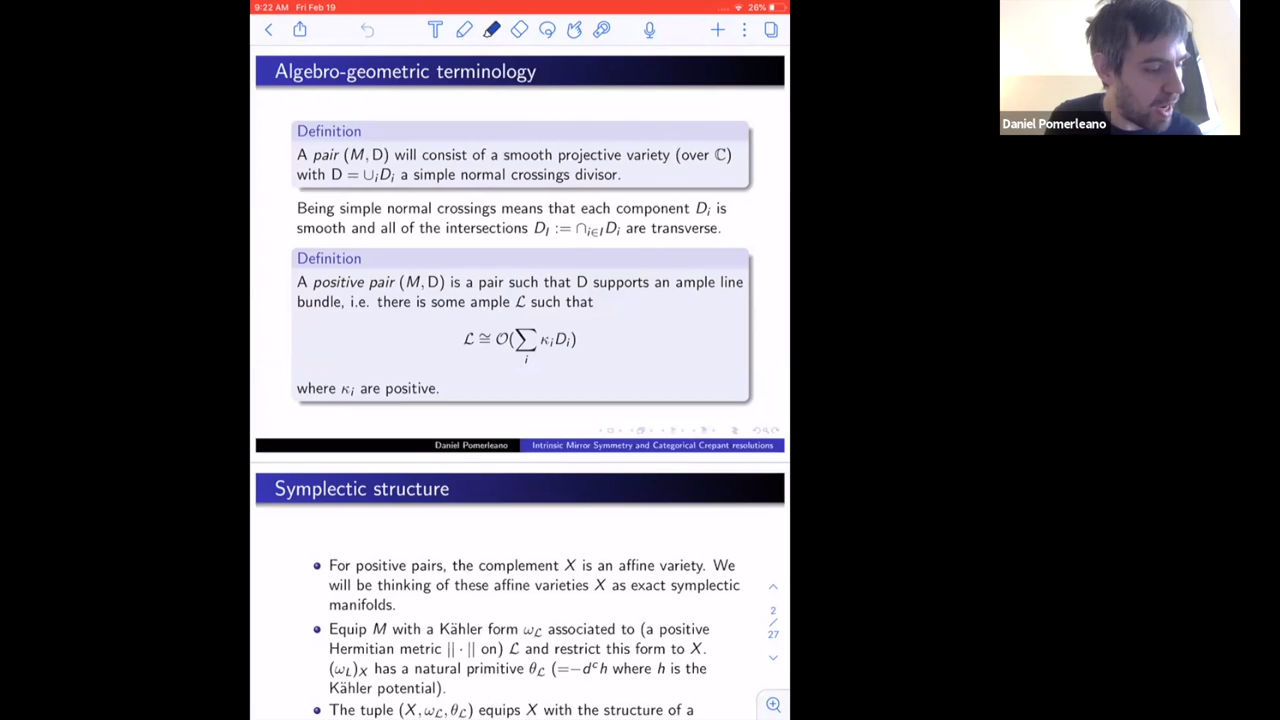 9:22 AM Fri Feb 19
26%
Algebro-geometric terminology
Definition
A pair (M, D) will consist of a smooth projective variety (over ℂ)
with D = ∪ᵢDᵢ a simple normal crossings divisor.
Being simple normal crossings means that each component Dᵢ is
smooth and all of the intersections D_I := ∩_{i∈I}Dᵢ are transverse.
Definition
A positive pair (M, D) is a pair such that D supports an ample line
bundle, i.e. there is some ample ℒ such that
ℒ ≅ 𝒪(∑ᵢ κᵢDᵢ)
where κᵢ are positive.
Daniel Pomerleano Intrinsic Mirror Symmetry and Categorical Crepant resolutions
Symplectic structure
For positive pairs, the complement X is an affine variety. We
will be thinking of these affine varieties X as exact symplectic
manifolds.
Equip M with a Kähler form ω_ℒ associated to (a positive
Hermitian metric || · || on) ℒ and restrict this form to X.
(ω_L)_X has a natural primitive θ_ℒ (=−dᶜh where h is the
Kähler potential).
The tuple (X, ω_ℒ, θ_ℒ) equips X with the structure of a
2
/
27
Daniel Pomerleano